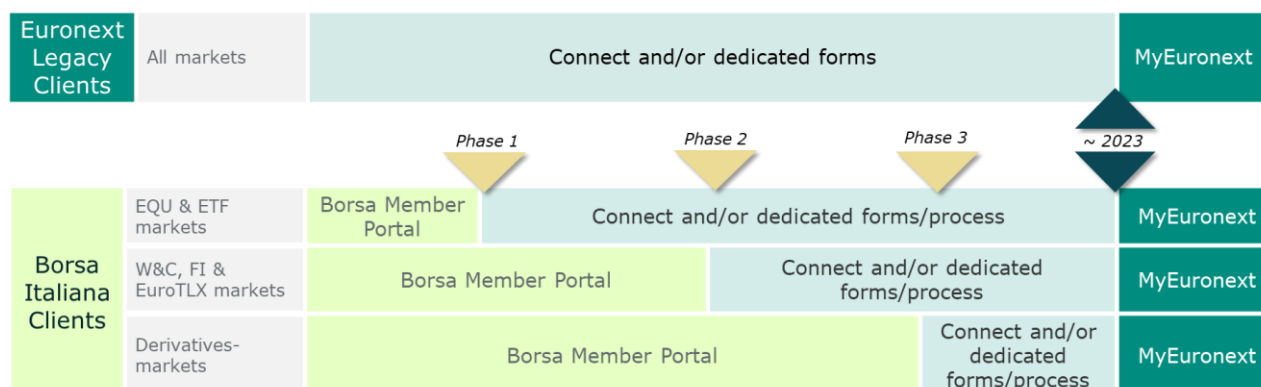 Euronext
Legacy
Clients
All markets
Connect and/or dedicated forms
MyEuronext
Phase 1
Phase 2
Phase 3
~ 2023
Borsa
Italiana
Clients
EQU & ETF
markets
Borsa Member
Portal
Connect and/or dedicated forms/process
MyEuronext
W&C, FI &
EuroTLX markets
Borsa Member Portal
Connect and/or dedicated
forms/process
MyEuronext
Derivatives-
markets
Borsa Member Portal
Connect and/or
dedicated
forms/process
MyEuronext